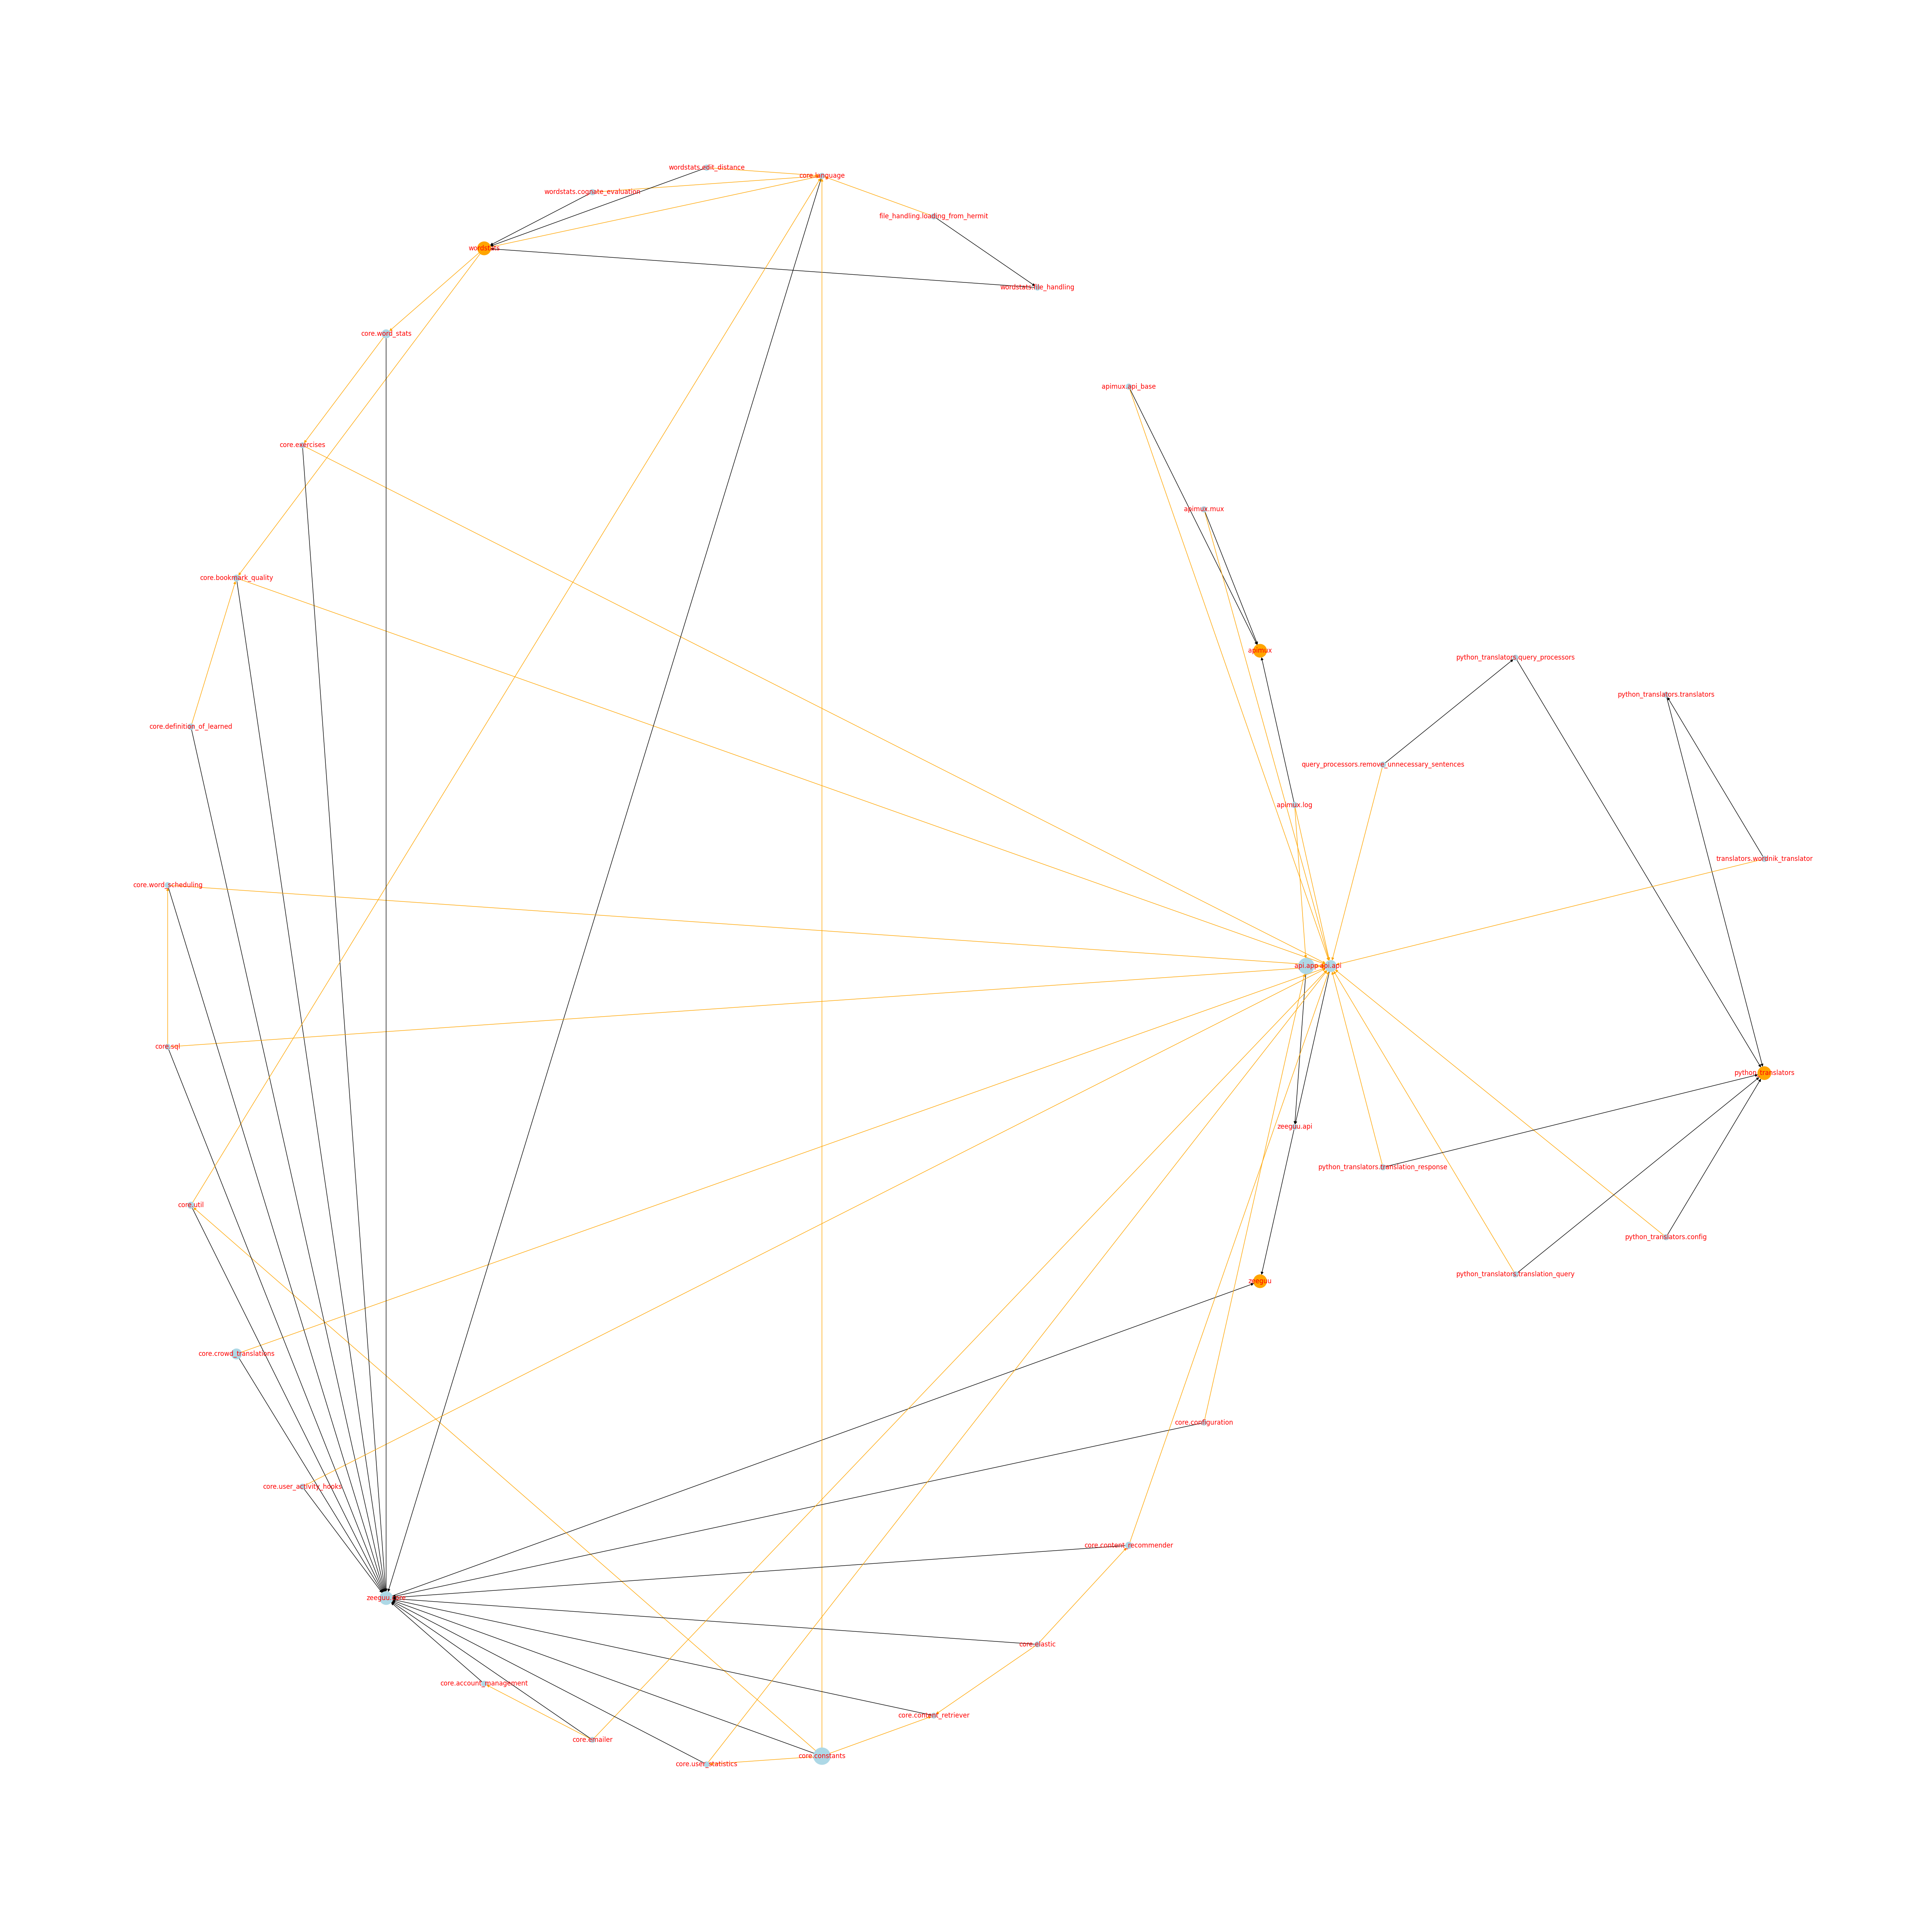 wordstats.edit_distance
core.language
wordstats.cognate_evaluation
file_handling.loading_from_hermit
wordstats
wordstats.file_handling
core.word_stats
apimux.api_base
core.exercises
apimux.mux
core.bookmark_quality
apimux
python_translators.query_processors
python_translators.translators
core.definition_of_learned
query_processors.remove_unnecessary_sentences
apimux.log
translators.wordnik_translator
core.word_scheduling
api.app
api.api
core.sql
python_translators
zeeguu.api
python_translators.translation_response
core.util
python_translators.config
python_translators.translation_query
zeeguu
core.crowd_translations
core.configuration
core.user_activity_hooks
core.content_recommender
zeeguu.core
core.elastic
core.account_management
core.content_retriever
core.emailer
core.constants
core.user_statistics